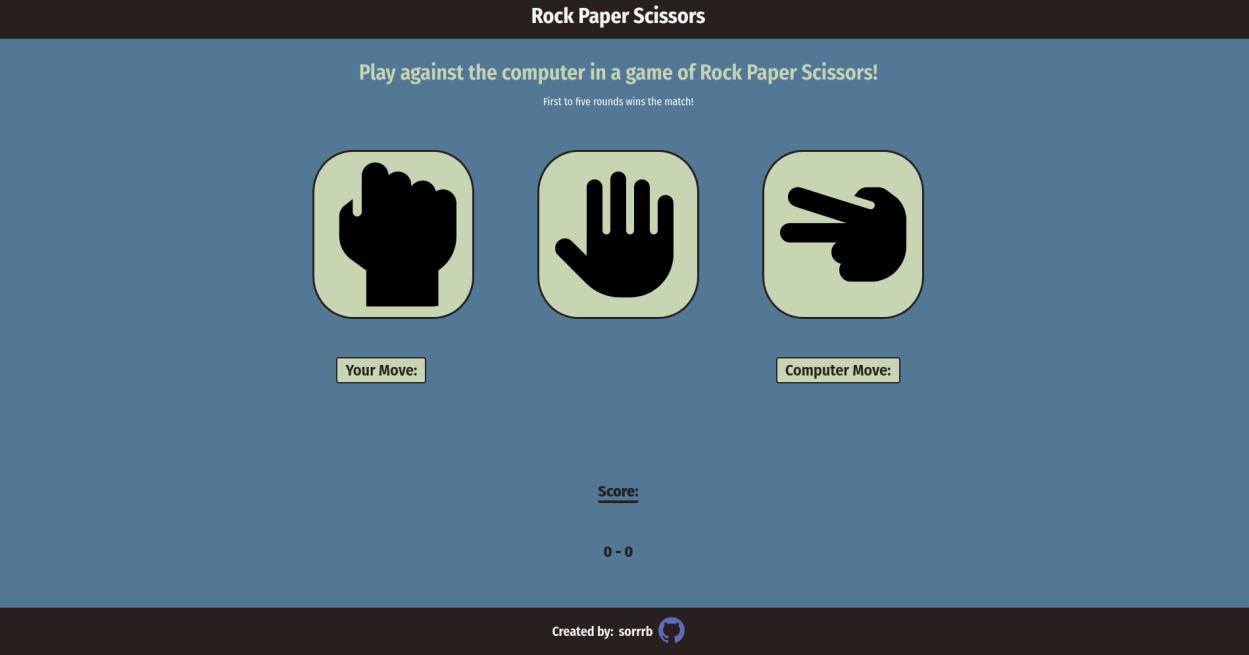 Rock Paper Scissors
Play against the computer in a game of Rock Paper Scissors!
First to five rounds wins the match!
Your Move:
Computer Move:
Score:
0 - 0
Created by: sorrrb